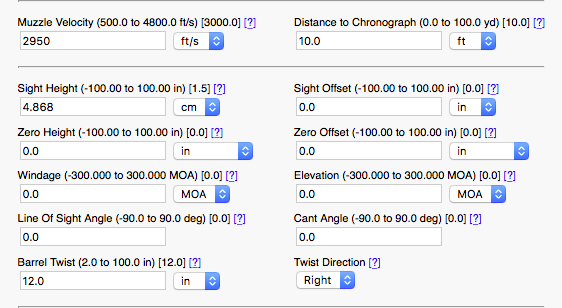 Muzzle Velocity (500.0 to 4800.0 ft/s) [3000.0] [?] Distance to Chronograph (0.0 to 100.0 yd) [10.0] [?]
2950 ft/s 10.0 ft
Sight Height (-100.00 to 100.00 in) [1.5] [?] Sight Offset (-100.00 to 100.00 in) [0.0] [?]
4.868 cm 0.0 in
Zero Height (-100.00 to 100.00 in) [0.0] [?] Zero Offset (-100.00 to 100.00 in) [0.0] [?]
0.0 in 0.0 in
Windage (-300.000 to 300.000 MOA) [0.0] [?] Elevation (-300.000 to 300.000 MOA) [0.0] [?]
0.0 MOA 0.0 MOA
Line Of Sight Angle (-90.0 to 90.0 deg) [0.0] [?] Cant Angle (-90.0 to 90.0 deg) [0.0] [?]
0.0 0.0
Barrel Twist (2.0 to 100.0 in) [12.0] [?] Twist Direction [?]
12.0 in Right